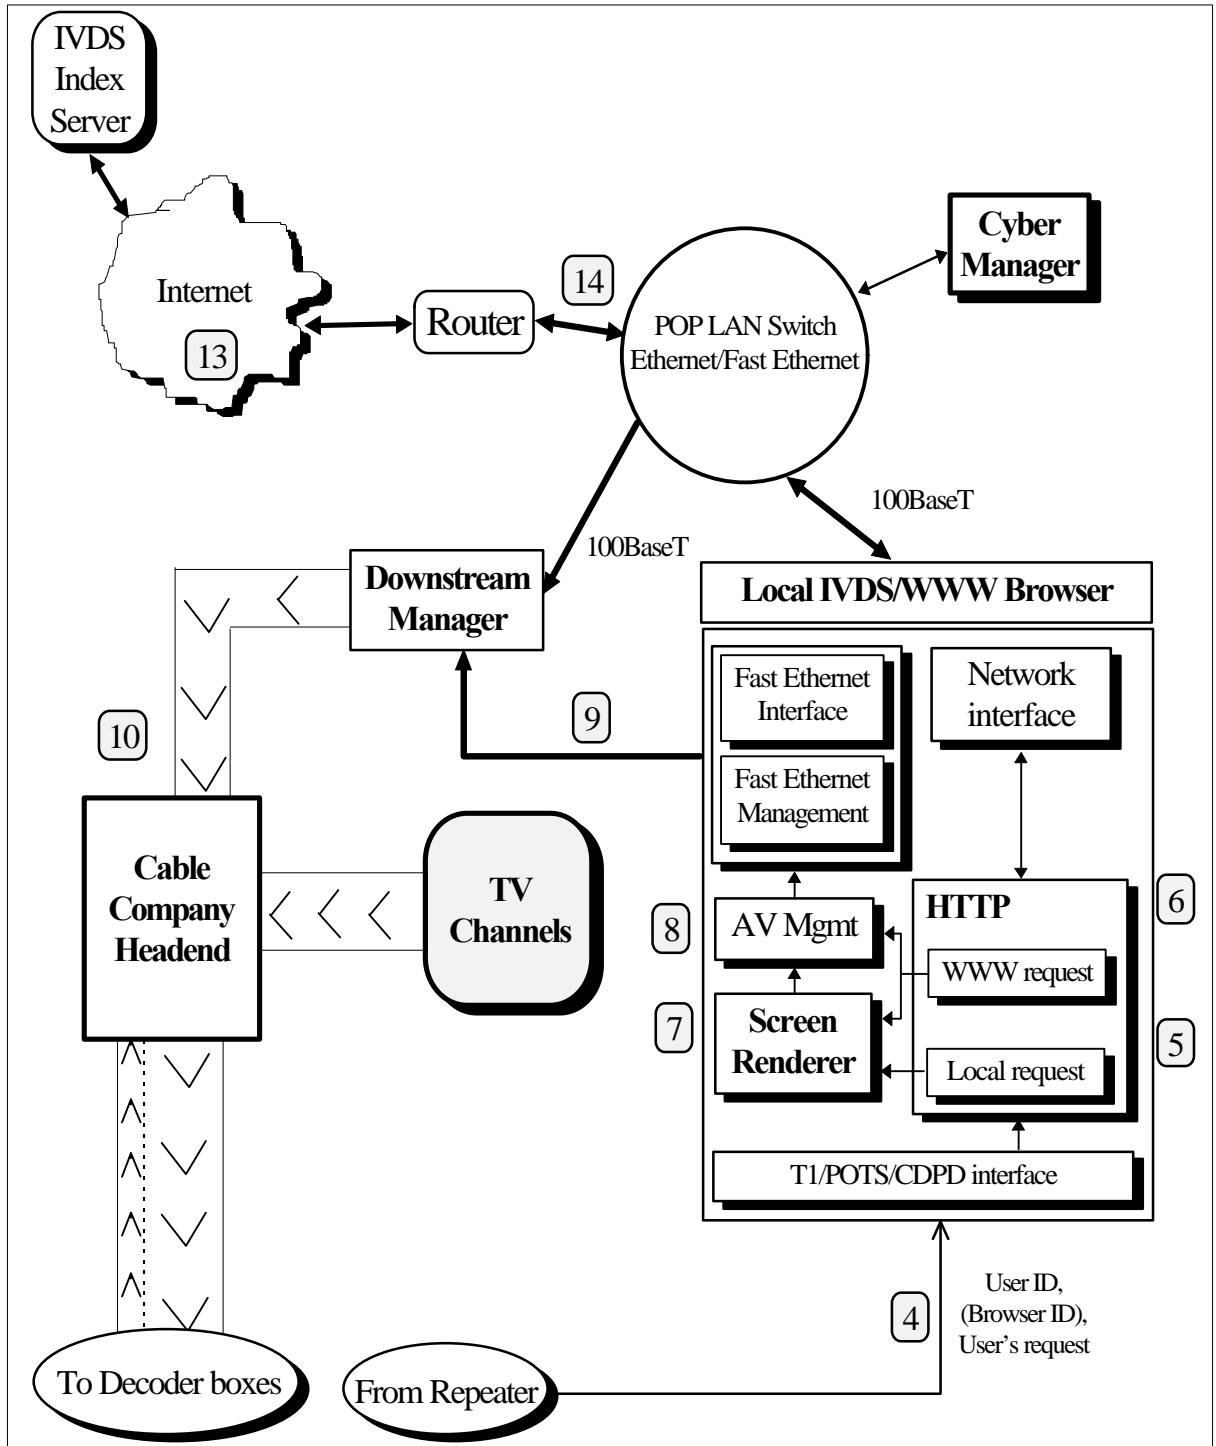 IVDS
Index
Server
Cyber
Manager
Internet
13
Router
14
POP LAN Switch
Ethernet/Fast Ethernet
100BaseT
100BaseT
Downstream
Manager
Local IVDS/WWW Browser
Fast Ethernet
Interface
Network
interface
9
10
Fast Ethernet
Management
Cable
Company
Headend
TV
Channels
8
AV Mgmt
HTTP
6
WWW request
7
Screen
Renderer
5
Local request
T1/POTS/CDPD interface
4
User ID,
(Browser ID),
User’s request
To Decoder boxes
From Repeater